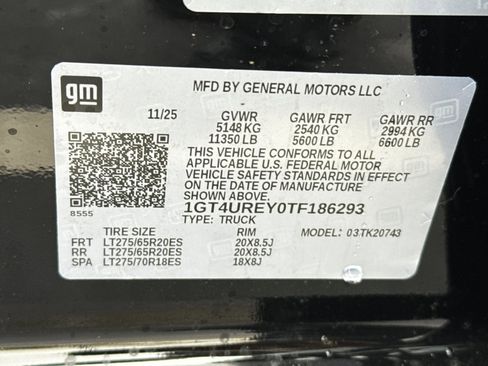 gm
MFD BY GENERAL MOTORS LLC
11/25 GVWR GAWR FRT GAWR RR
5148 KG 2540 KG 2994 KG
11350 LB 5600 LB 6600 LB
THIS VEHICLE CONFORMS TO ALL
APPLICABLE U.S. FEDERAL MOTOR
VEHICLE SAFETY STANDARDS IN EFFECT
ON THE DATE OF MANUFACTURE SHOWN
ABOVE.
8555
1GT4UREY0TF186293
TYPE: TRUCK MODEL: 03TK20743
TIRE SIZE RIM
FRT LT275/65R20ES 20X8.5J
RR LT275/65R20ES 20X8.5J
SPA LT275/70R18ES 18X8J